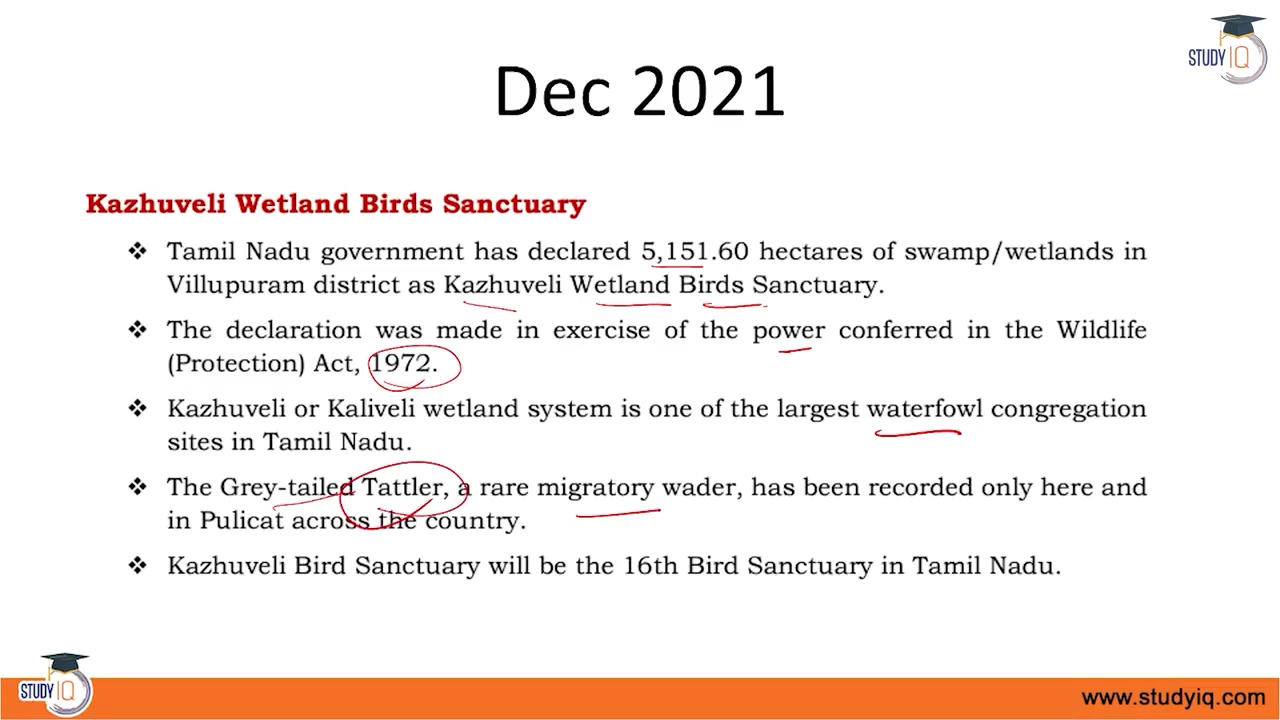 STUDY IQ
Dec 2021
Kazhuveli Wetland Birds Sanctuary
❖ Tamil Nadu government has declared 5,151.60 hectares of swamp/wetlands in
Villupuram district as Kazhuveli Wetland Birds Sanctuary.
❖ The declaration was made in exercise of the power conferred in the Wildlife
(Protection) Act, 1972.
❖ Kazhuveli or Kaliveli wetland system is one of the largest waterfowl congregation
sites in Tamil Nadu.
❖ The Grey-tailed Tattler, a rare migratory wader, has been recorded only here and
in Pulicat across the country.
❖ Kazhuveli Bird Sanctuary will be the 16th Bird Sanctuary in Tamil Nadu.
STUDY IQ
www.studyiq.com